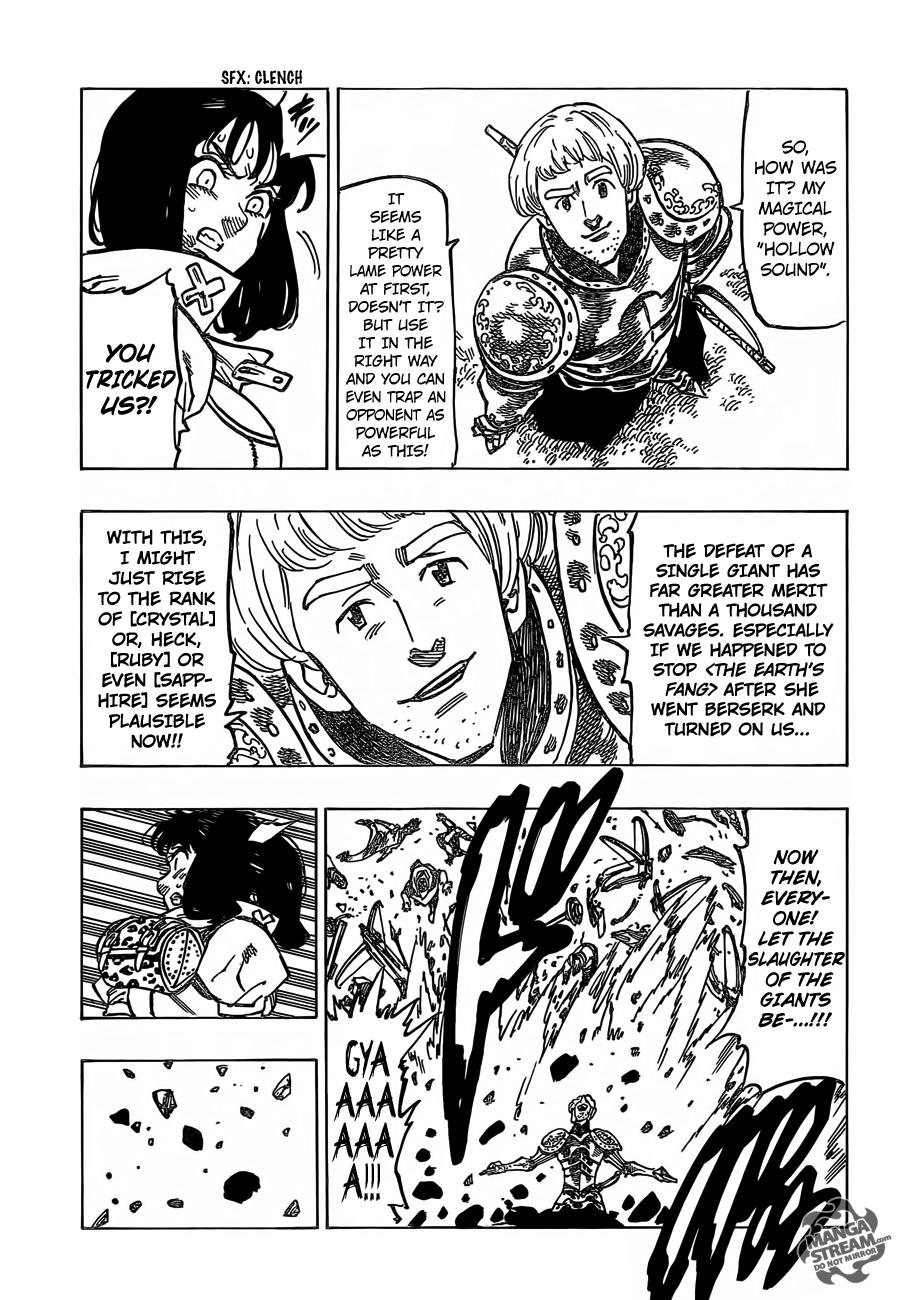 SFX: CLENCH
SO,
HOW WAS
IT? MY
MAGICAL
POWER,
"HOLLOW
SOUND".
IT
SEEMS
LIKE A
PRETTY
LAME POWER
AT FIRST,
DOESN'T IT?
BUT USE
IT IN THE
RIGHT WAY
AND YOU CAN
EVEN TRAP AN
OPPONENT AS
POWERFUL
AS THIS!
YOU
TRICKED
US?!
THE DEFEAT OF A
SINGLE GIANT HAS
FAR GREATER MERIT
THAN A THOUSAND
SAVAGES. ESPECIALLY
IF WE HAPPENED TO
STOP <THE EARTH'S
FANG> AFTER SHE
WENT BERSERK AND
TURNED ON US...
WITH THIS,
I MIGHT
JUST RISE
TO THE RANK
OF [CRYSTAL]
OR, HECK,
[RUBY] OR
EVEN [SAPP-
HIRE] SEEMS
PLAUSIBLE
NOW!!
NOW
THEN,
EVERY-
ONE!
LET THE
SLAUGHTER
OF THE
GIANTS
BE-...!!!
GYA
AAA
AAA
A!!!
MANGA
STREAM.com
DO NOT MIRROR